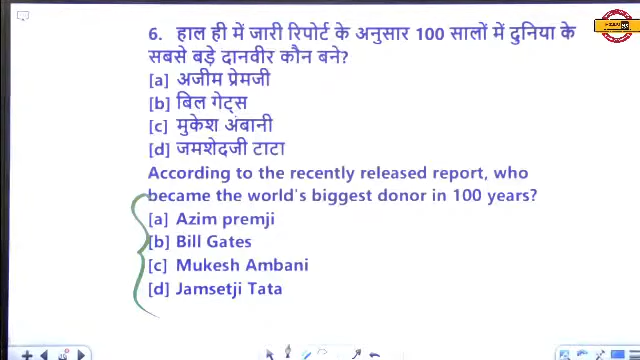 6. हाल ही में जारी रिपोर्ट के अनुसार 100 सालों में दुनिया के
सबसे बड़े दानवीर कौन बने?
[a] अजीम प्रेमजी
[b] बिल गेट्स
[c] मुकेश अंबानी
[d] जमशेदजी टाटा
According to the recently released report, who
became the world's biggest donor in 100 years?
[a] Azim premji
[b] Bill Gates
[c] Mukesh Ambani
[d] Jamsetji Tata